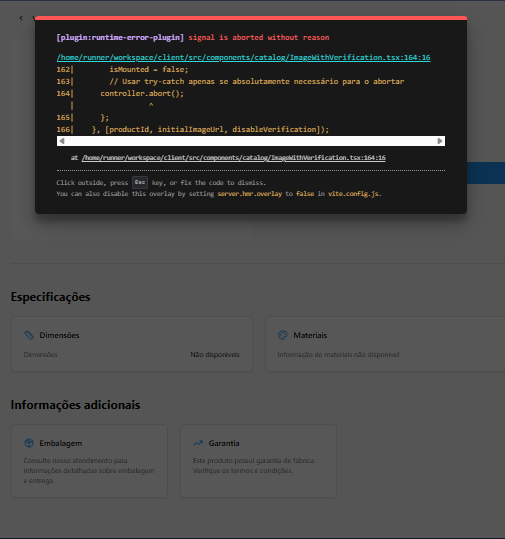 [plugin:runtime-error-plugin] signal is aborted without reason
/home/runner/workspace/client/src/components/catalog/ImageWithVerification.tsx:164:16
162|        isMounted = false;
163|        // Usar try-catch apenas se absolutamente necessário para o abortar
164|      controller.abort();
   |                ^
165|      };
166|    }, [productId, initialImageUrl, disableVerification]);
at /home/runner/workspace/client/src/components/catalog/ImageWithVerification.tsx:164:16
Click outside, press Esc key, or fix the code to dismiss.
You can also disable this overlay by setting server.hmr.overlay to false in vite.config.js.
Especificações
Dimensões
Dimensões Não disponíveis
Materiais
Informação de materiais não disponível
Informações adicionais
Embalagem
Consulte nosso atendimento para
informações detalhadas sobre embalagem
e entrega.
Garantia
Este produto possui garantia de fábrica.
Verifique os termos e condições.